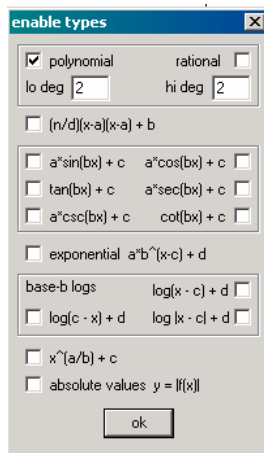 enable types
polynomial rational
lo deg 2 hi deg 2
(n/d)(x-a)(x-a) + b
a*sin(bx) + c a*cos(bx) + c
tan(bx) + c a*sec(bx) + c
a*csc(bx) + c cot(bx) + c
exponential a*b^(x-c) + d
base-b logs log(x - c) + d
log(c - x) + d log |x - c| + d
x^(a/b) + c
absolute values y = |f(x)|
ok